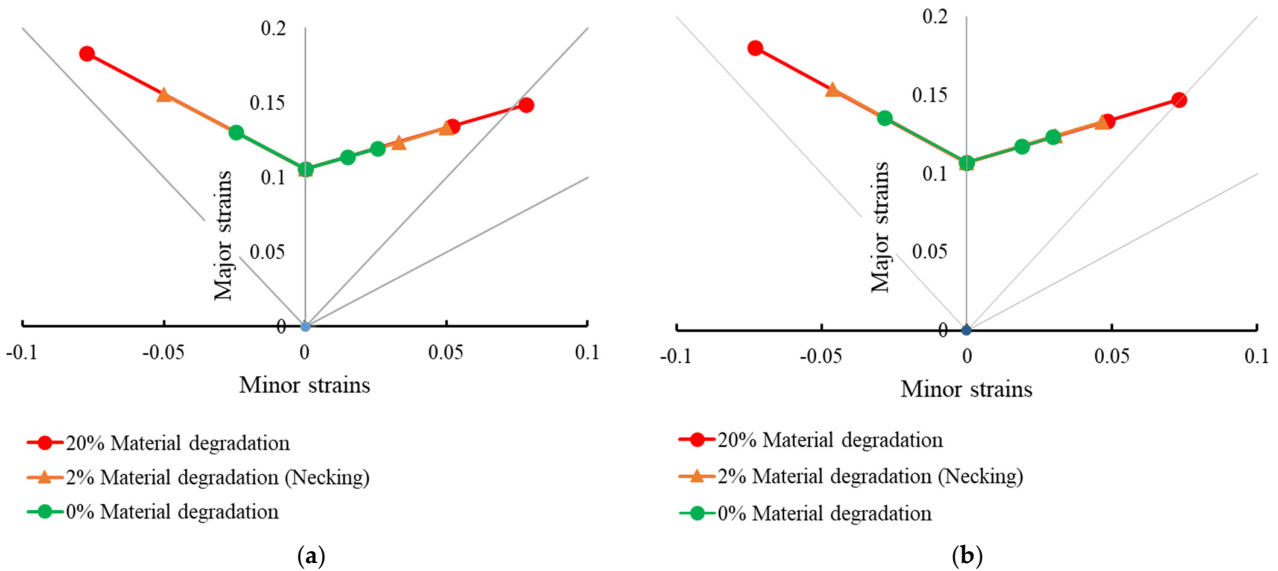 0.2
0.15
0.1
0.05
0
-0.1
-0.05
0
0.05
0.1
Major strains
Minor strains
20% Material degradation
2% Material degradation (Necking)
0% Material degradation
(a)
0.2
0.15
0.1
0.05
0
-0.1
-0.05
0
0.05
0.1
Major strains
Minor strains
20% Material degradation
2% Material degradation (Necking)
0% Material degradation
(b)